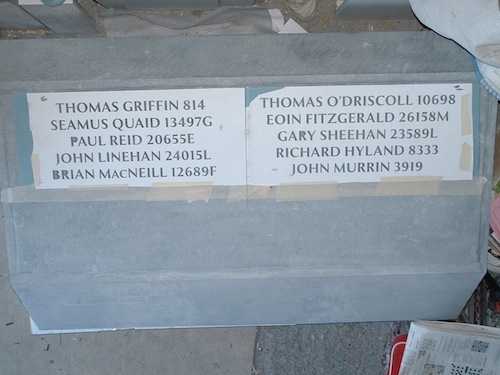 THOMAS GRIFFIN 814
SEAMUS QUAID 13497G
PAUL REID 20655E
JOHN LINEHAN 24015L
BRIAN MACNEILL 12689F
THOMAS O'DRISCOLL 10698
EOIN FITZGERALD 26158M
GARY SHEEHAN 23589L
RICHARD HYLAND 8333
JOHN MURRIN 3919